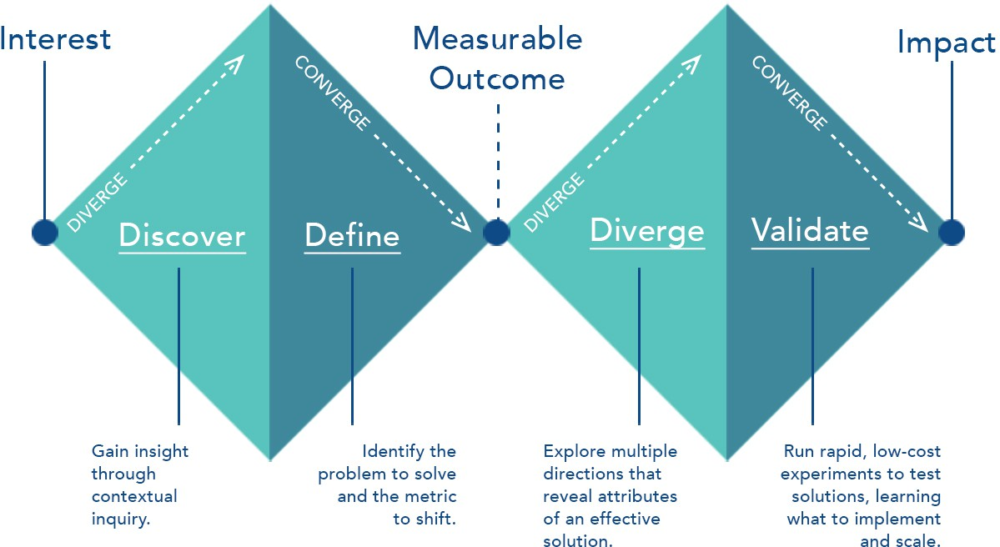 Interest
Measurable
Outcome
Impact
DIVERGE
CONVERGE
DIVERGE
CONVERGE
Discover
Define
Diverge
Validate
Gain insight
through
contextual
inquiry.
Identify the
problem to solve
and the metric
to shift.
Explore multiple
directions that
reveal attributes
of an effective
solution.
Run rapid, low-cost
experiments to test
solutions, learning
what to implement
and scale.